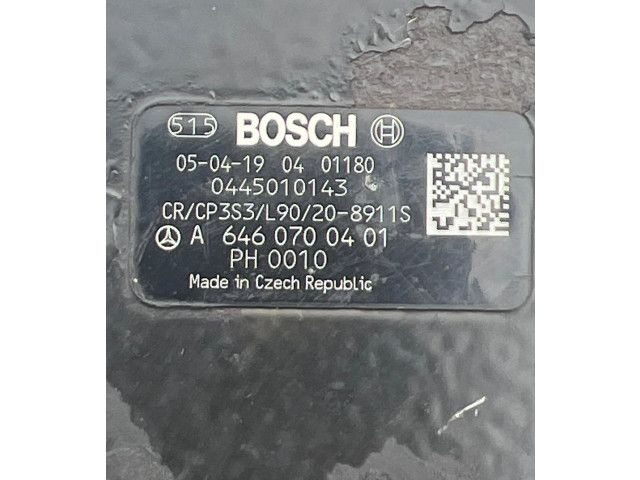 515 BOSCH
05-04-19 04 01180
0445010143
CR/CP3S3/L90/20-8911S
A 646 070 04 01
PH 0010
Made in Czech Republic